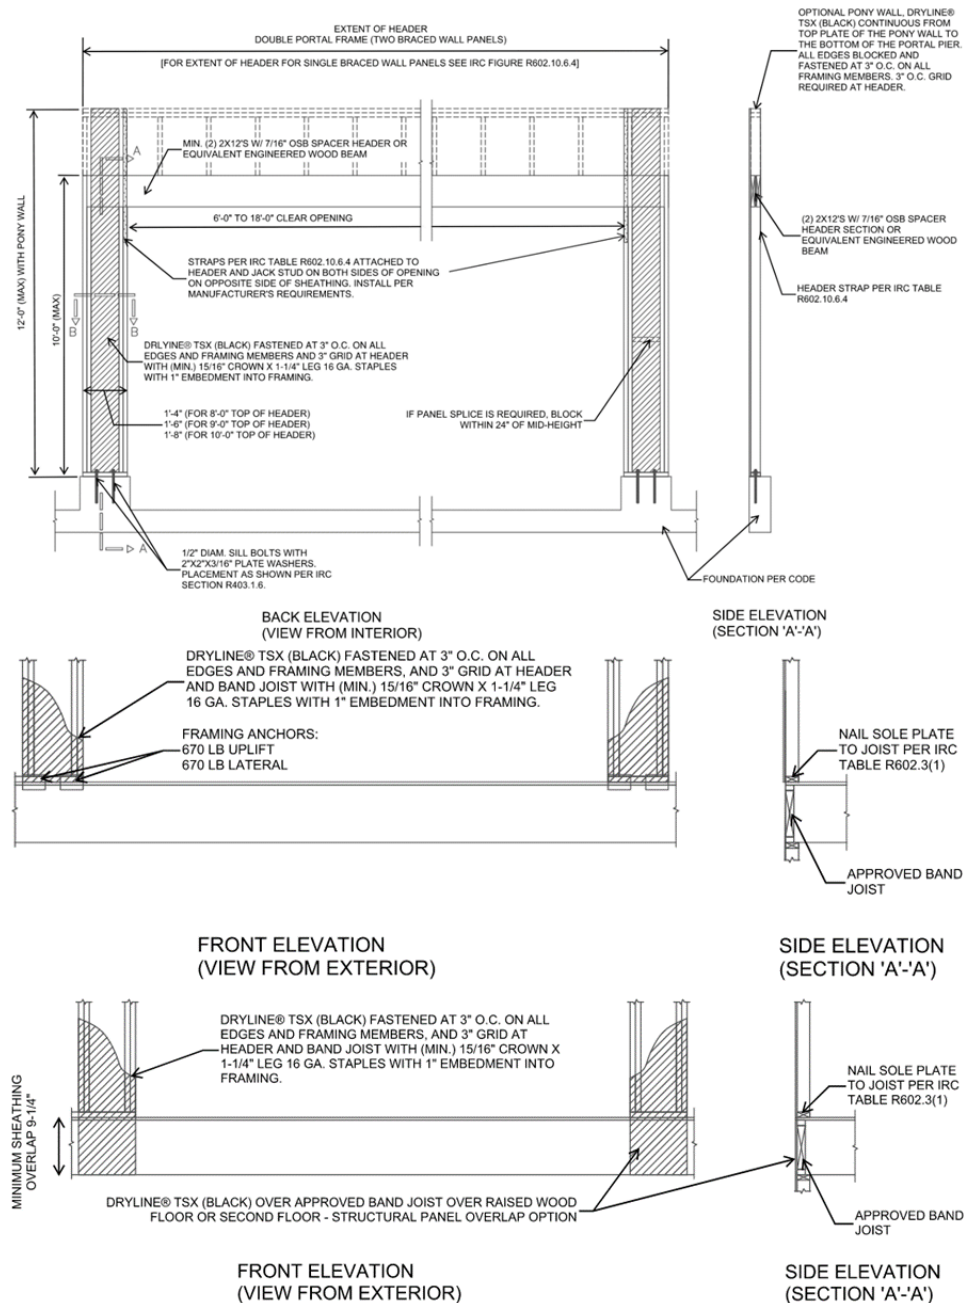 EXTENT OF HEADER
DOUBLE PORTAL FRAME (TWO BRACED WALL PANELS)
[FOR EXTENT OF HEADER FOR SINGLE BRACED WALL PANELS SEE IRC FIGURE R602.10.6.4]
OPTIONAL PONY WALL, DRYLINE®
TSX (BLACK) CONTINUOUS FROM
TOP PLATE OF THE PONY WALL TO
THE BOTTOM OF THE PORTAL PIER.
ALL EDGES BLOCKED AND
FASTENED AT 3" O.C. ON ALL
FRAMING MEMBERS. 3" O.C. GRID
REQUIRED AT HEADER.
A
MIN. (2) 2X12'S W/ 7/16" OSB SPACER HEADER OR
EQUIVALENT ENGINEERED WOOD BEAM
6'-0" TO 18'-0" CLEAR OPENING
(2) 2X12'S W/ 7/16" OSB SPACER
HEADER SECTION OR
EQUIVALENT ENGINEERED WOOD
BEAM
12'-0" (MAX) WITH PONY WALL
10'-0" (MAX)
STRAPS PER IRC TABLE R602.10.6.4 ATTACHED TO
HEADER AND JACK STUD ON BOTH SIDES OF OPENING
ON OPPOSITE SIDE OF SHEATHING. INSTALL PER
MANUFACTURER'S REQUIREMENTS.
HEADER STRAP PER IRC TABLE
R602.10.6.4
B
B
DRLYINE® TSX (BLACK) FASTENED AT 3" O.C. ON ALL
EDGES AND FRAMING MEMBERS AND 3" GRID AT HEADER
WITH (MIN.) 15/16" CROWN X 1-1/4" LEG 16 GA. STAPLES
WITH 1" EMBEDMENT INTO FRAMING.
1'-4" (FOR 8'-0" TOP OF HEADER)
1'-6" (FOR 9'-0" TOP OF HEADER)
1'-8" (FOR 10'-0" TOP OF HEADER)
IF PANEL SPLICE IS REQUIRED, BLOCK
WITHIN 24" OF MID-HEIGHT
A
1/2" DIAM. SILL BOLTS WITH
2"X2"X3/16" PLATE WASHERS.
PLACEMENT AS SHOWN PER IRC
SECTION R403.1.6.
FOUNDATION PER CODE
BACK ELEVATION
(VIEW FROM INTERIOR)
SIDE ELEVATION
(SECTION 'A'-'A')
DRYLINE® TSX (BLACK) FASTENED AT 3" O.C. ON ALL
EDGES AND FRAMING MEMBERS, AND 3" GRID AT HEADER
AND BAND JOIST WITH (MIN.) 15/16" CROWN X 1-1/4" LEG
16 GA. STAPLES WITH 1" EMBEDMENT INTO FRAMING.
FRAMING ANCHORS:
670 LB UPLIFT
670 LB LATERAL
NAIL SOLE PLATE
TO JOIST PER IRC
TABLE R602.3(1)
APPROVED BAND
JOIST
FRONT ELEVATION
(VIEW FROM EXTERIOR)
SIDE ELEVATION
(SECTION 'A'-'A')
DRYLINE® TSX (BLACK) FASTENED AT 3" O.C. ON ALL
EDGES AND FRAMING MEMBERS, AND 3" GRID AT
HEADER AND BAND JOIST WITH (MIN.) 15/16" CROWN X
1-1/4" LEG 16 GA. STAPLES WITH 1" EMBEDMENT INTO
FRAMING.
MINIMUM SHEATHING
OVERLAP 9-1/4"
NAIL SOLE PLATE
TO JOIST PER IRC
TABLE R602.3(1)
DRYLINE® TSX (BLACK) OVER APPROVED BAND JOIST OVER RAISED WOOD
FLOOR OR SECOND FLOOR - STRUCTURAL PANEL OVERLAP OPTION
APPROVED BAND
JOIST
FRONT ELEVATION
(VIEW FROM EXTERIOR)
SIDE ELEVATION
(SECTION 'A'-'A')